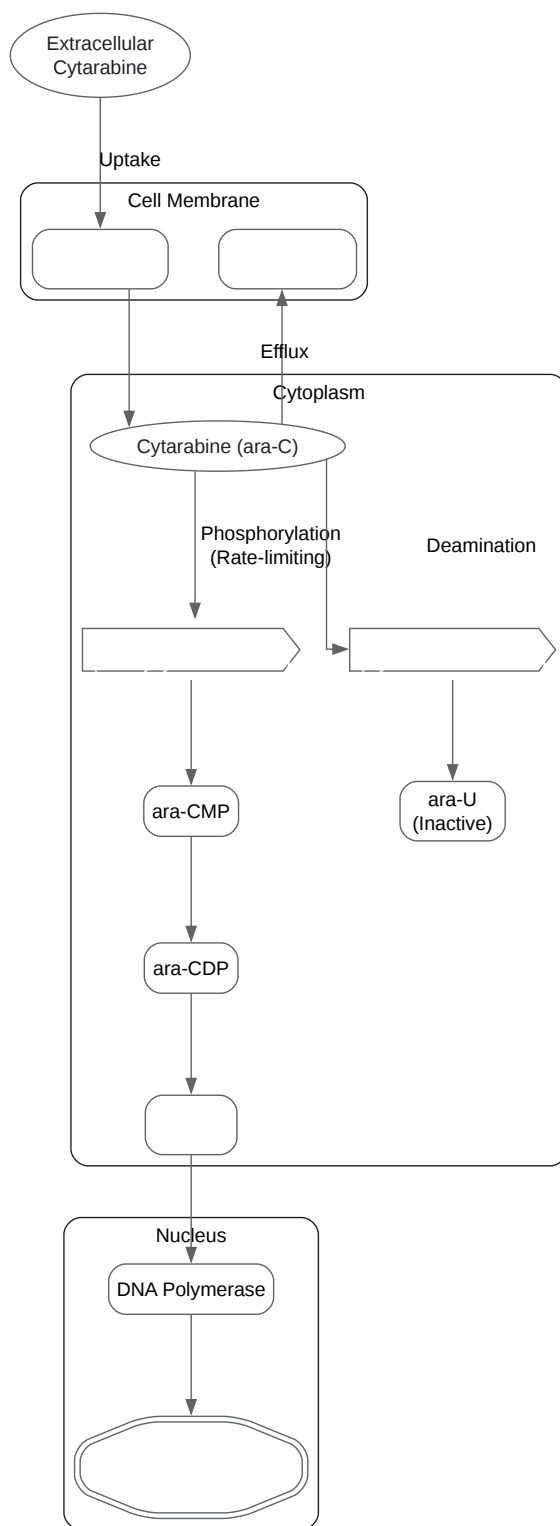 Extracellular
Cytarabine
Uptake
Cell Membrane
Efflux
Cytoplasm
Cytarabine (ara-C)
Phosphorylation
(Rate-limiting)
Deamination
ara-CMP
ara-U
(Inactive)
ara-CDP
Nucleus
DNA Polymerase